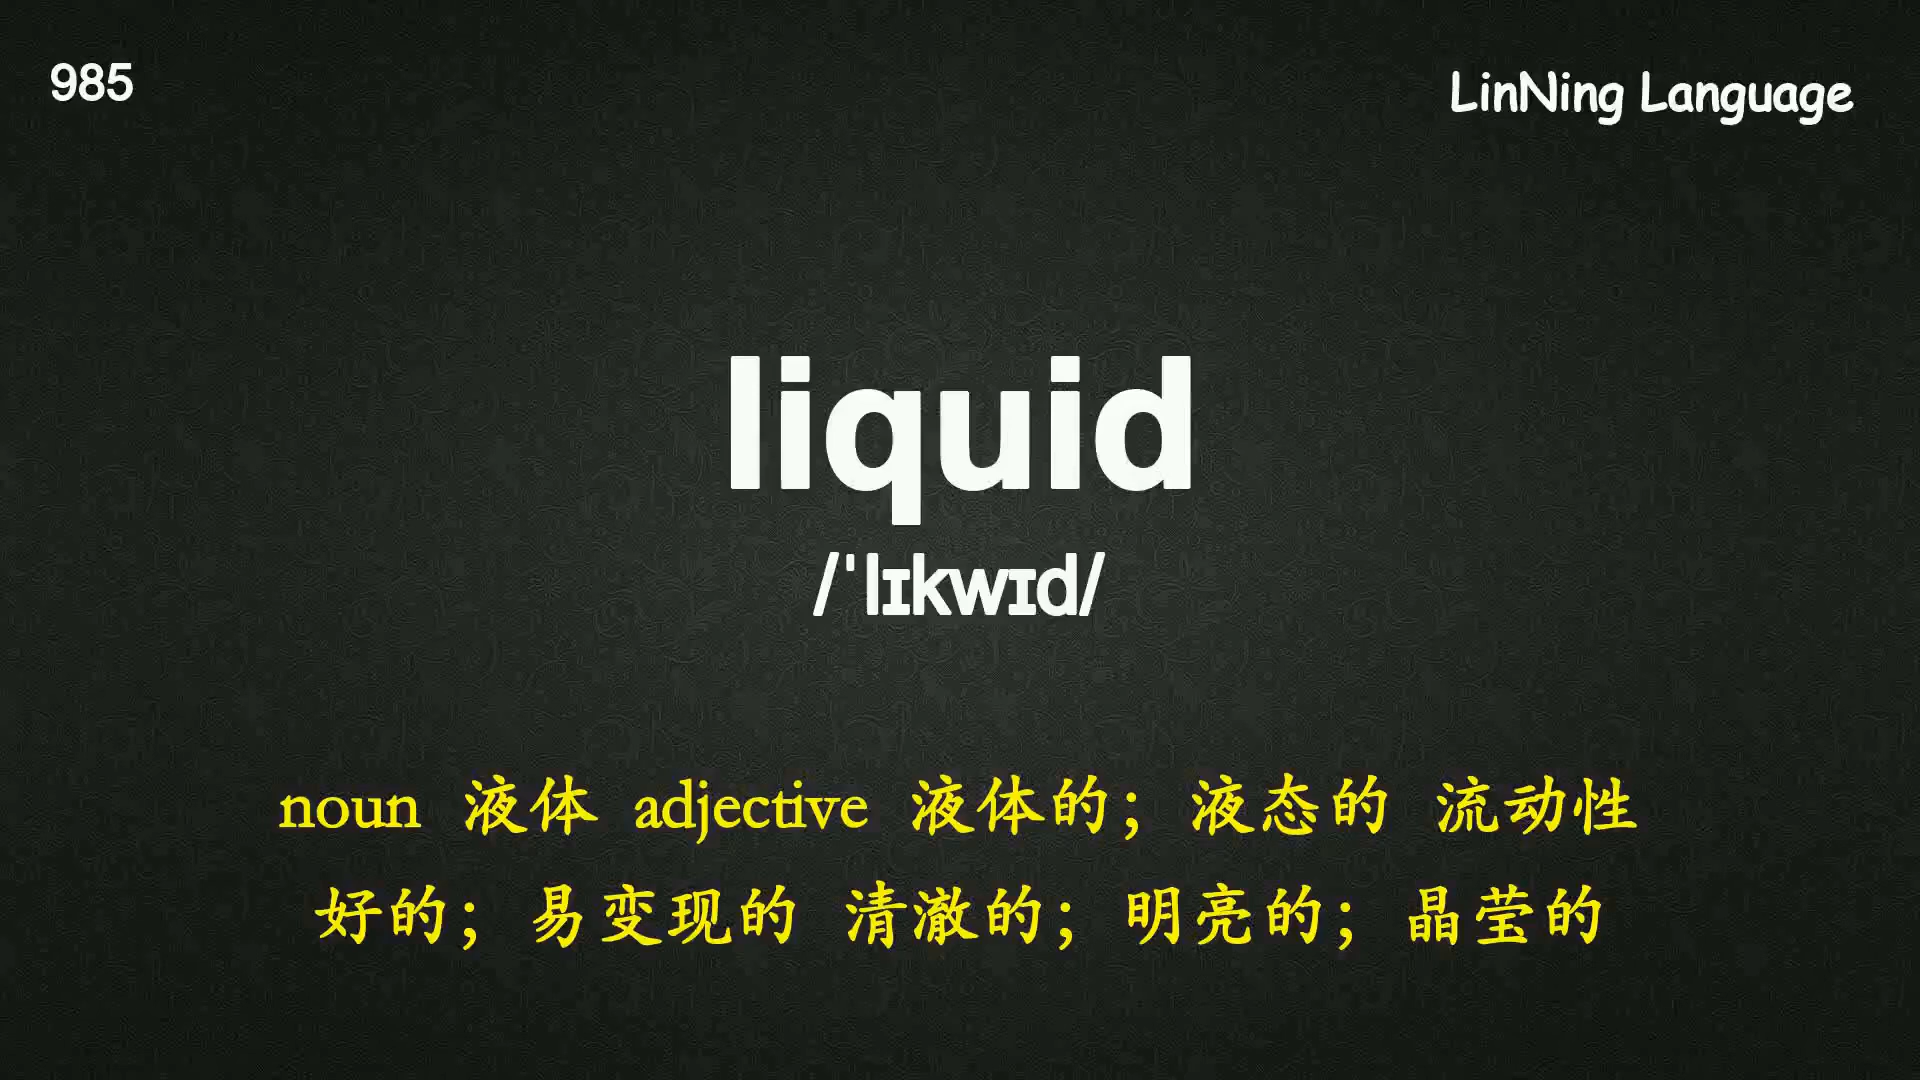 985
LinNing Language
liquid
/ˈlɪkwɪd/
noun 液体 adjective 液体的；液态的 流动性
好的；易变现的 清澈的；明亮的；晶莹的